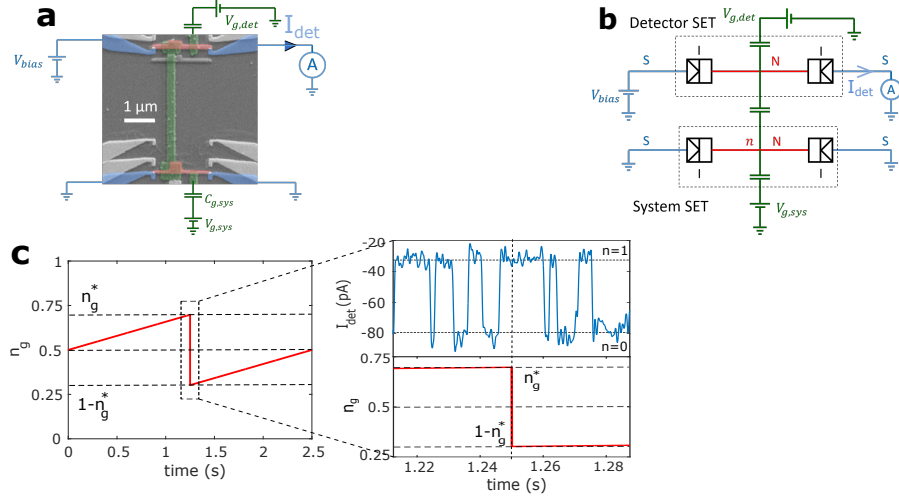 a
V_g,det
I_det
V_bias
A
1 μm
C_g,sys
V_g,sys
b
V_g,det
Detector SET
S
N
S
I_det
A
V_bias
S
n
N
S
System SET
V_g,sys
c
1
0.75
0.5
0.25
0
n_g
n_g^*
1-n_g^*
0
0.5
1
1.5
2
2.5
time (s)
-20
-40
-60
-80
-100
I_det (pA)
n=1
n=0
0.75
0.5
0.25
n_g
n_g^*
1-n_g^*
1.22
1.24
1.26
1.28
time (s)